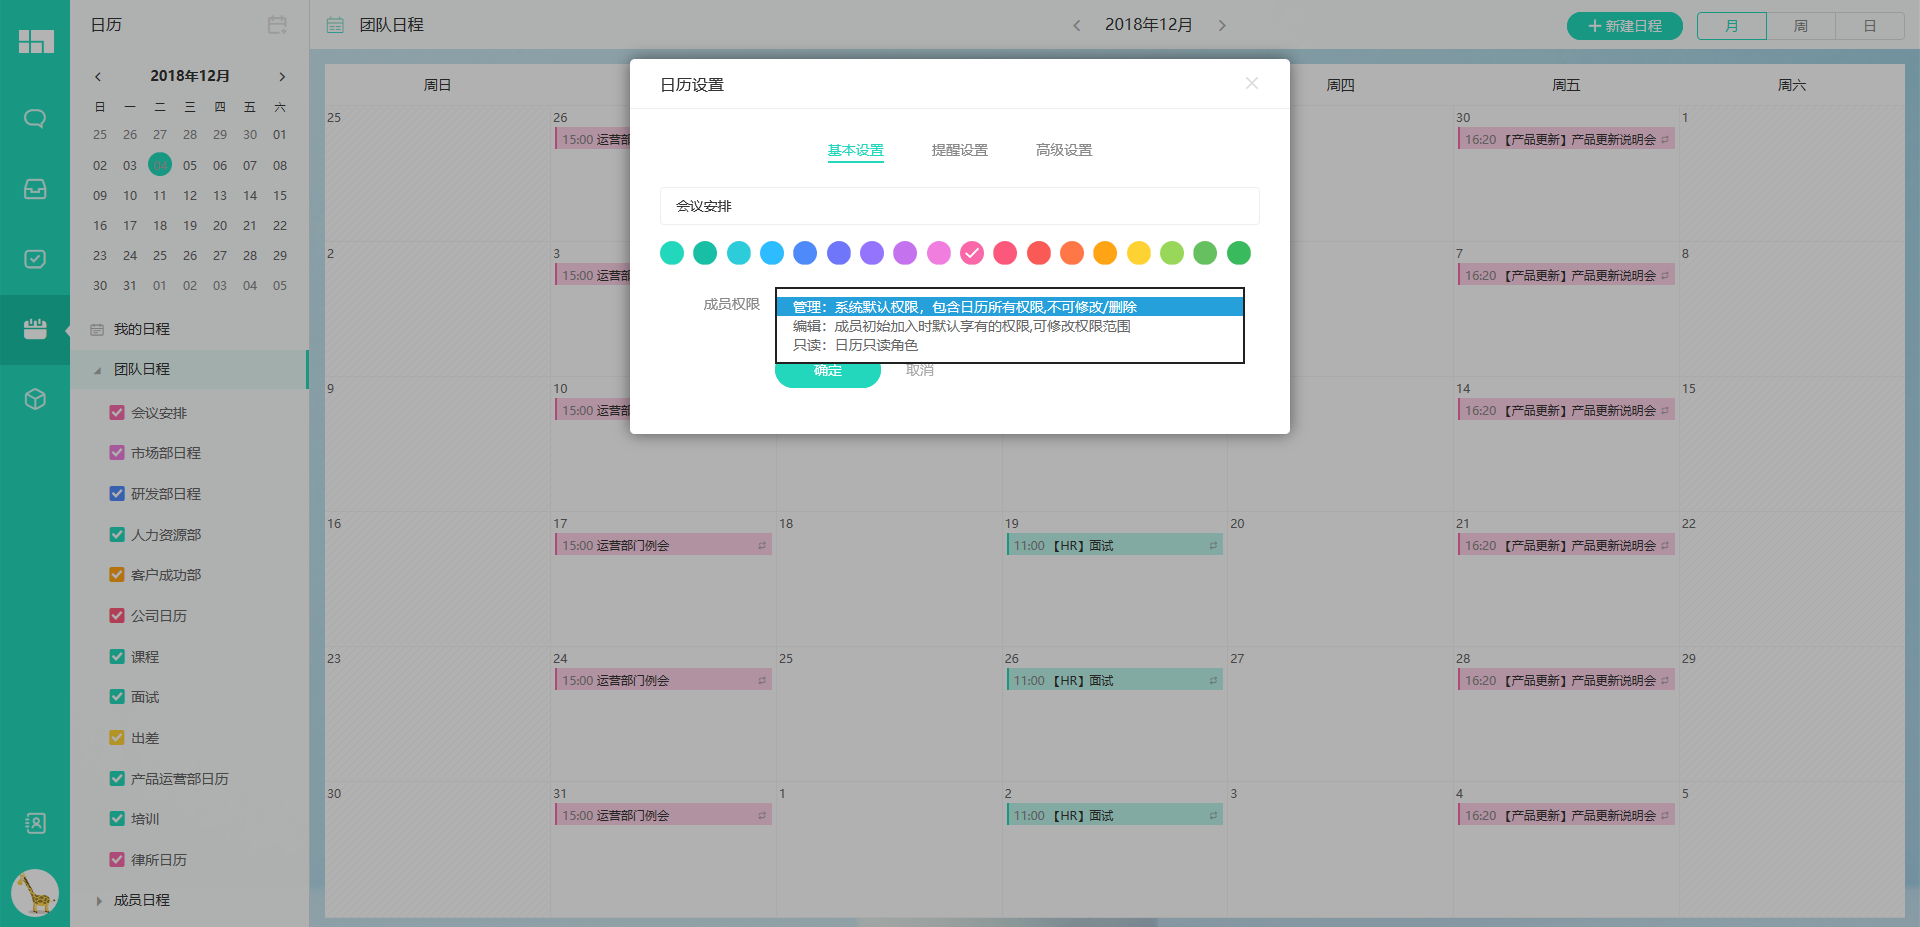 日历
团队日程
2018年12月
新建日程
月
周
日
2018年12月
日 一 二 三 四 五 六
25 26 27 28 29 30 01
02 03 04 05 06 07 08
09 10 11 12 13 14 15
16 17 18 19 20 21 22
23 24 25 26 27 28 29
30 31 01 02 03 04 05
我的日程
团队日程
会议安排
市场部日程
研发部日程
人力资源部
客户成功部
公司日历
课程
面试
出差
产品运营部日历
培训
律所日历
成员日程
日历设置
基本设置 提醒设置 高级设置
会议安排
成员权限
管理：系统默认权限，包含日历所有权限,不可修改/删除
编辑：成员初始加入时默认享有的权限,可修改权限范围
只读：日历只读角色
确定 取消
周日 周四 周五 周六
25 26 30 1
15:00 运营部
16:20 【产品更新】产品更新说明会
2 3 7 8
15:00 运营部
16:20 【产品更新】产品更新说明会
9 10 14 15
15:00 运营部
16:20 【产品更新】产品更新说明会
16 17 18 19 20 21 22
15:00 运营部门例会
11:00 【HR】面试
16:20 【产品更新】产品更新说明会
23 24 25 26 27 28 29
15:00 运营部门例会
11:00 【HR】面试
16:20 【产品更新】产品更新说明会
30 31 1 2 3 4 5
15:00 运营部门例会
11:00 【HR】面试
16:20 【产品更新】产品更新说明会